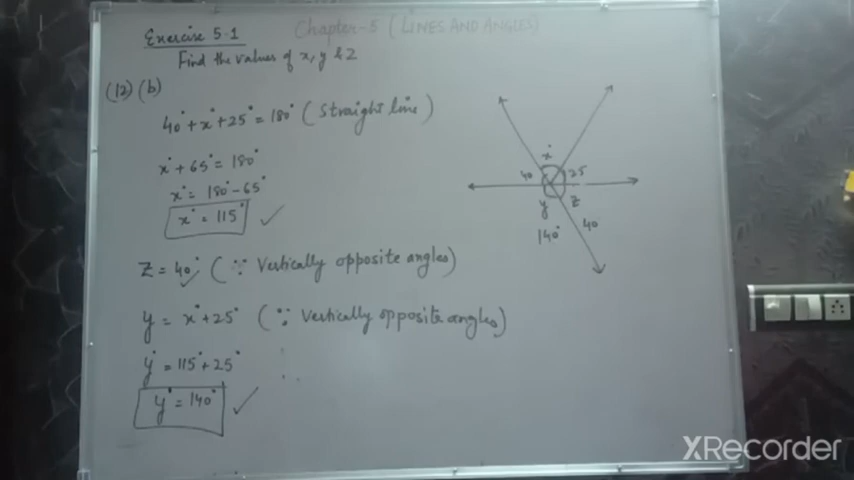 Chapter-5 (LINES AND ANGLES)
Exercise 5.1
Find the values of x, y & z
(12) (b)
40° + x° + 25° = 180° (Straight line)
x° + 65° = 180°
x° = 180° - 65°
x° = 115° ✓
z = 40° ✓ (∵ Vertically opposite angles)
y = x° + 25° (∵ Vertically opposite angles)
y° = 115° + 25°
y° = 140° ✓
x°
40 25
y z
140° 40
XRecorder